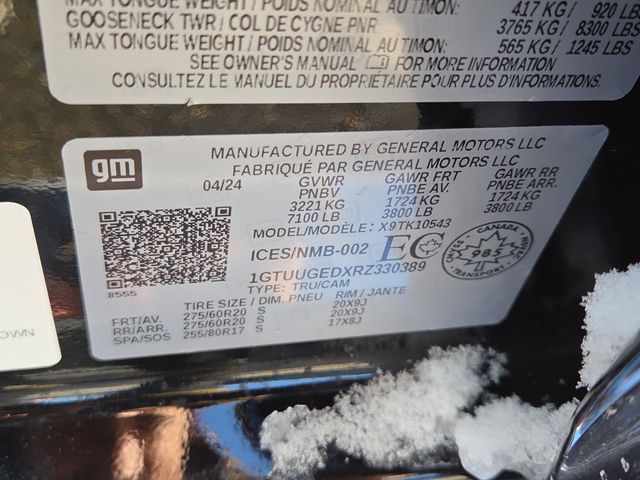 MAX TONGUE WEIGHT / POIDS NOMINAL AU TIMON: 417 KG / 920 LB
GOOSENECK TWR / COL DE CYGNE PNR 3765 KG / 8300 LBS
MAX TONGUE WEIGHT / POIDS NOMINAL AU TIMON: 565 KG / 1245 LBS
SEE OWNER'S MANUAL FOR MORE INFORMATION
CONSULTEZ LE MANUEL DU PROPRIÉTAIRE POUR PLUS D'INFORMATIONS.
gm
MANUFACTURED BY GENERAL MOTORS LLC
FABRIQUÉ PAR GENERAL MOTORS LLC
04/24 GVWR GAWR FRT GAWR RR
PNBV PNBE AV. PNBE ARR.
3221 KG 1724 KG 1724 KG
7100 LB 3800 LB 3800 LB
MODEL/MODÈLE: X9TK10543
ICES/NMB-002 EC CANADA 985
1GTUUGEDXRZ330389
8555
TYPE: TRU/CAM
TIRE SIZE / DIM. PNEU RIM / JANTE
FRT/AV. 275/60R20 S 20X9J
RR/ARR. 275/60R20 S 20X9J
SPA/SOS 255/80R17 S 17X8J